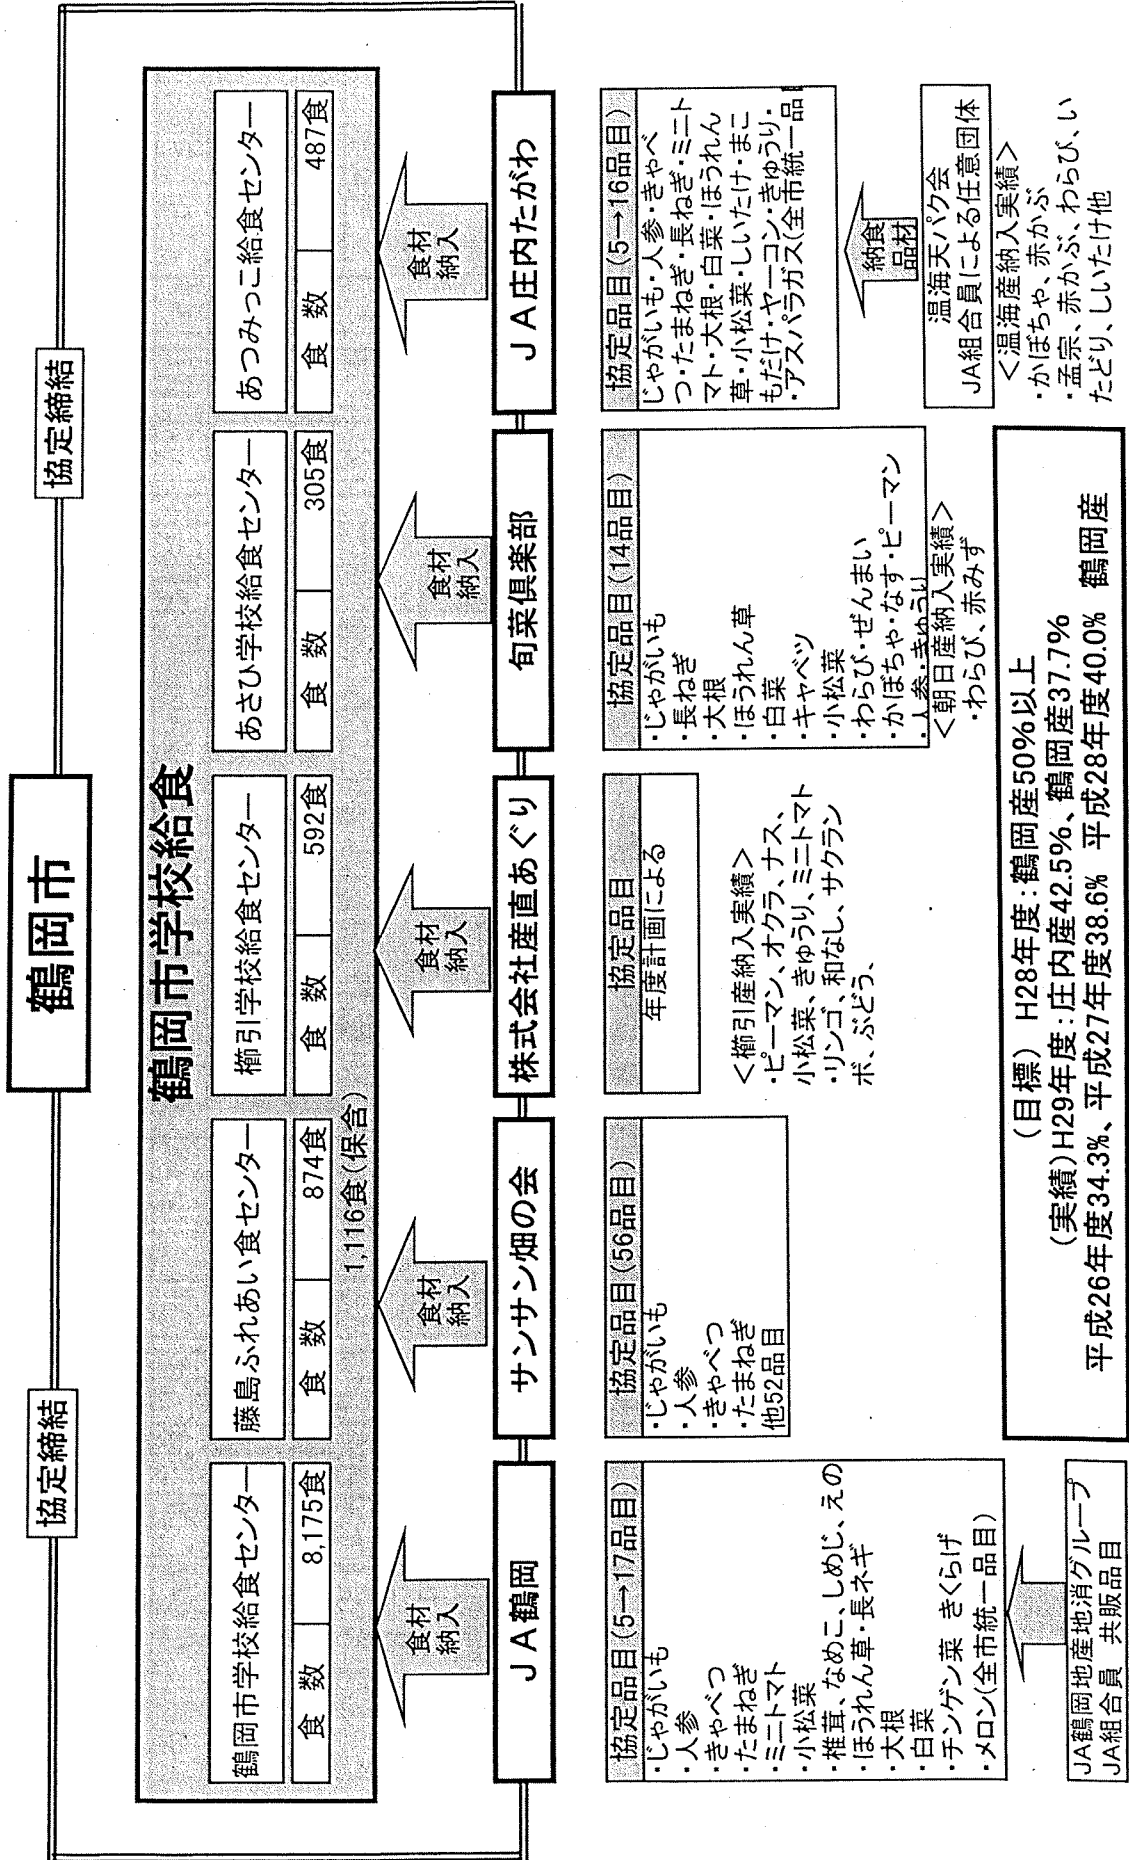 鶴岡市
協定締結
協定締結
鶴岡市学校給食
鶴岡市学校給食センター
食 数
8,175食
藤島ふれあい食センター
食 数
874食
1,116食(保含)
櫛引学校給食センター
食 数
592食
あさひ学校給食センター
食 数
305食
あつみっこ給食センター
食 数
487食
食材
納入
食材
納入
食材
納入
食材
納入
食材
納入
JA鶴岡
サンサン畑の会
株式会社産直あぐり
旬菜倶楽部
JA庄内たがわ
協定品目(5→17品目)
・じゃがいも
・人参
・きゃべつ
・たまねぎ
・ミニトマト
・小松菜
・椎茸、なめこ、しめじ、えの
・ほうれん草・長ネギ
・大根
・白菜
・チンゲン菜 きくらげ
・メロン(全市統一品目)
JA鶴岡地産地消グループ
JA組合員 共販品目
協定品目(56品目)
・じゃがいも
・人参
・きゃべつ
・たまねぎ
他52品目
協定品目
年度計画による
<櫛引産納入実績>
・ピーマン、オクラ、ナス、
小松菜、きゅうり、ミニトマト
・リンゴ、和なし、サクラン
ボ、ぶどう、
協定品目(14品目)
・じゃがいも
・長ねぎ
・大根
・ほうれん草
・白菜
・キャベツ
・小松菜
・わらび・ぜんまい
・かぼちゃ・なす・ピーマン
・人参・きゅうり
<朝日産納入実績>
・わらび、赤みず
協定品目(5→16品目)
じゃがいも・人参・きゃべ
つ・たまねぎ・長ねぎ・ミニト
マト・大根・白菜・ほうれん
草・小松菜・しいたけ・まこ
もだけ・ヤーコン・きゅうり・
・アスパラガス(全市統一品
納食
品材
温海天パク会
JA組合員による任意団体
<温海産納入実績>
・かぼちゃ、赤かぶ
・孟宗、赤かぶ、わらび、い
たどり、しいたけ他
(目標) H28年度:鶴岡産50%以上
(実績)H29年度:庄内産42.5%、鶴岡産37.7%
平成26年度34.3%、平成27年度38.6% 平成28年度40.0% 鶴岡産